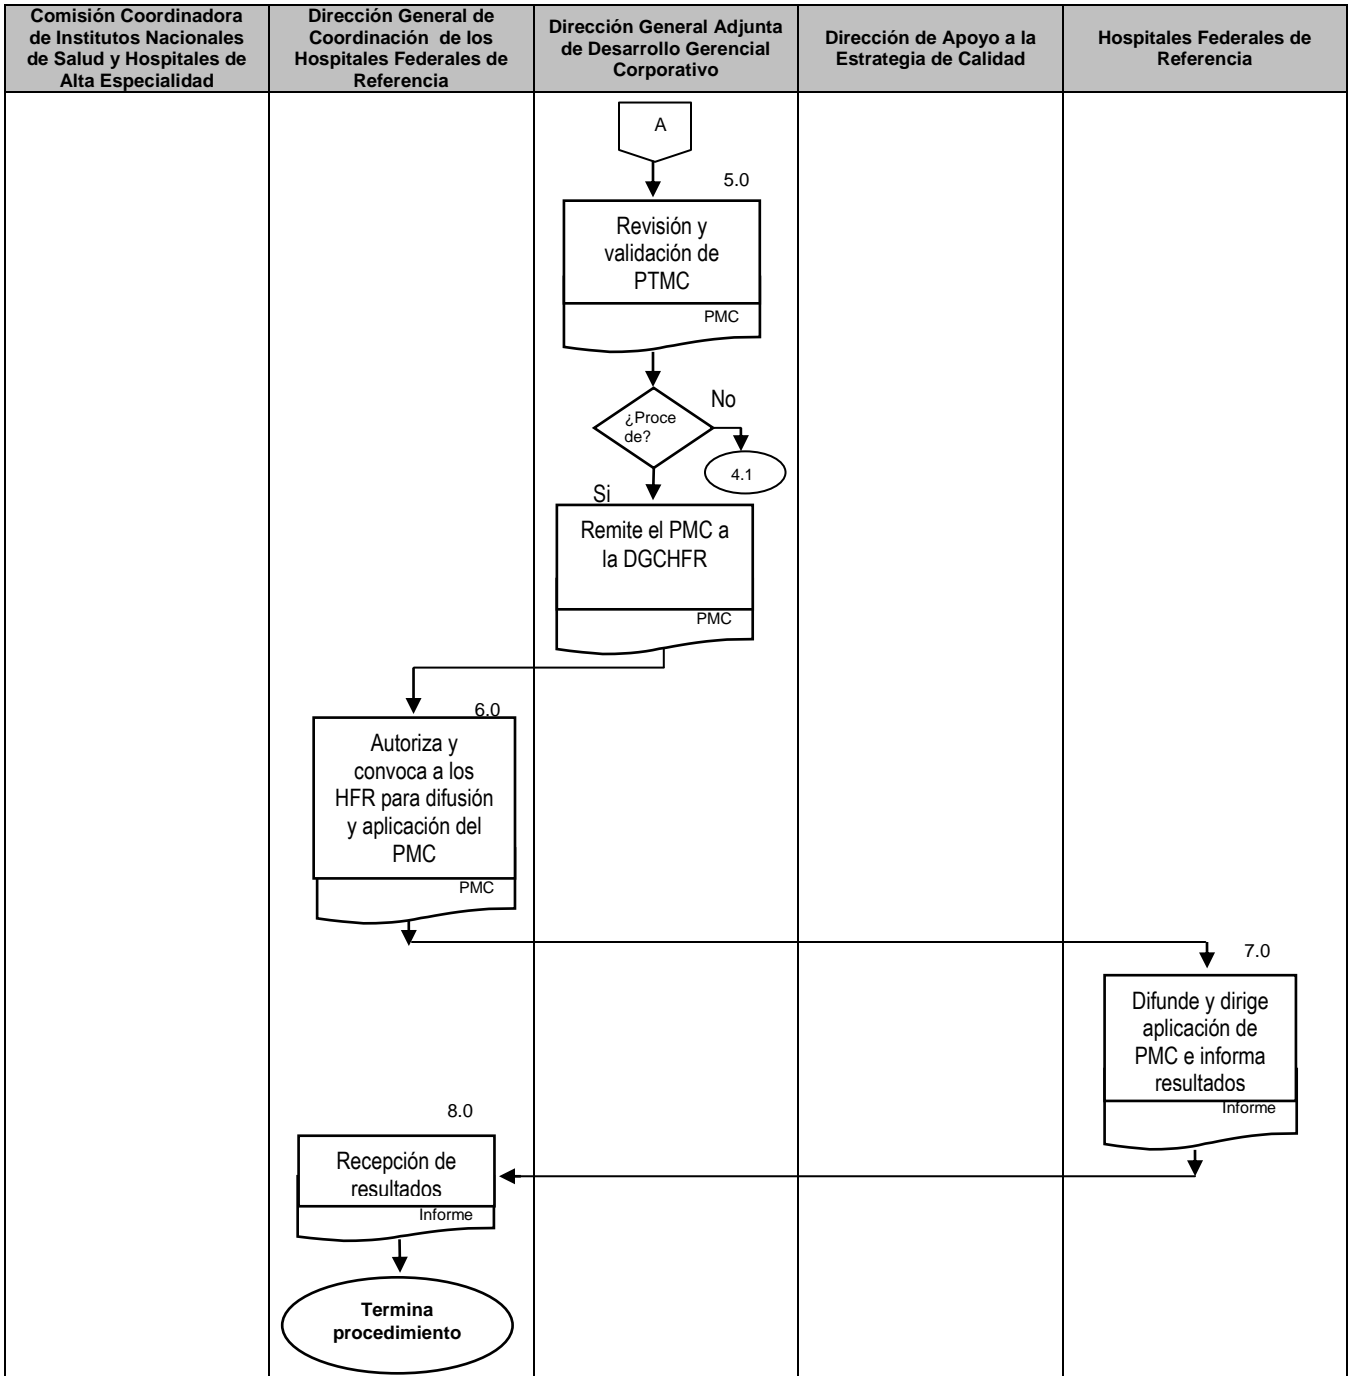 Comisión Coordinadora
de Institutos Nacionales
de Salud y Hospitales de
Alta Especialidad
Dirección General de
Coordinación de los
Hospitales Federales de
Referencia
Dirección General Adjunta
de Desarrollo Gerencial
Corporativo
Dirección de Apoyo a la
Estrategia de Calidad
Hospitales Federales de
Referencia
A
5.0
Revisión y
validación de
PTMC
PMC
¿Proce
de?
No
4.1
Si
Remite el PMC a
la DGCHFR
PMC
6.0
Autoriza y
convoca a los
HFR para difusión
y aplicación del
PMC
PMC
7.0
Difunde y dirige
aplicación de
PMC e informa
resultados
Informe
8.0
Recepción de
resultados
Informe
Termina
procedimiento